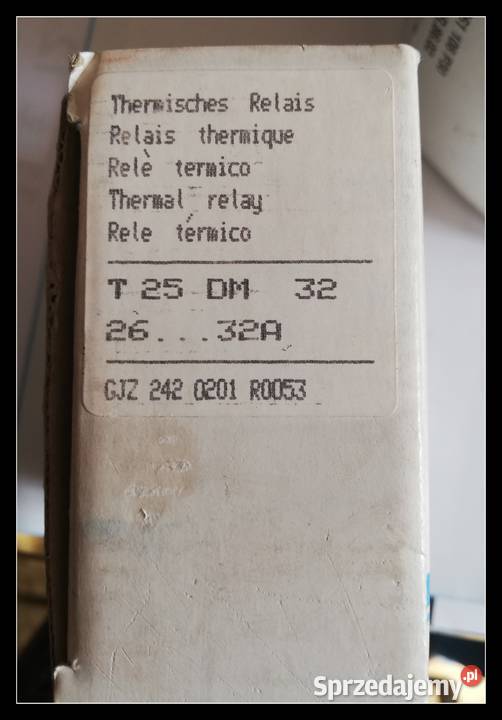 Thermisches Relais
Relais thermique
Relè termico
Thermal relay
Rele térmico
T 25 DM 32
26...32A
GJZ 242 0201 R0053
Sprzedajemy.pl